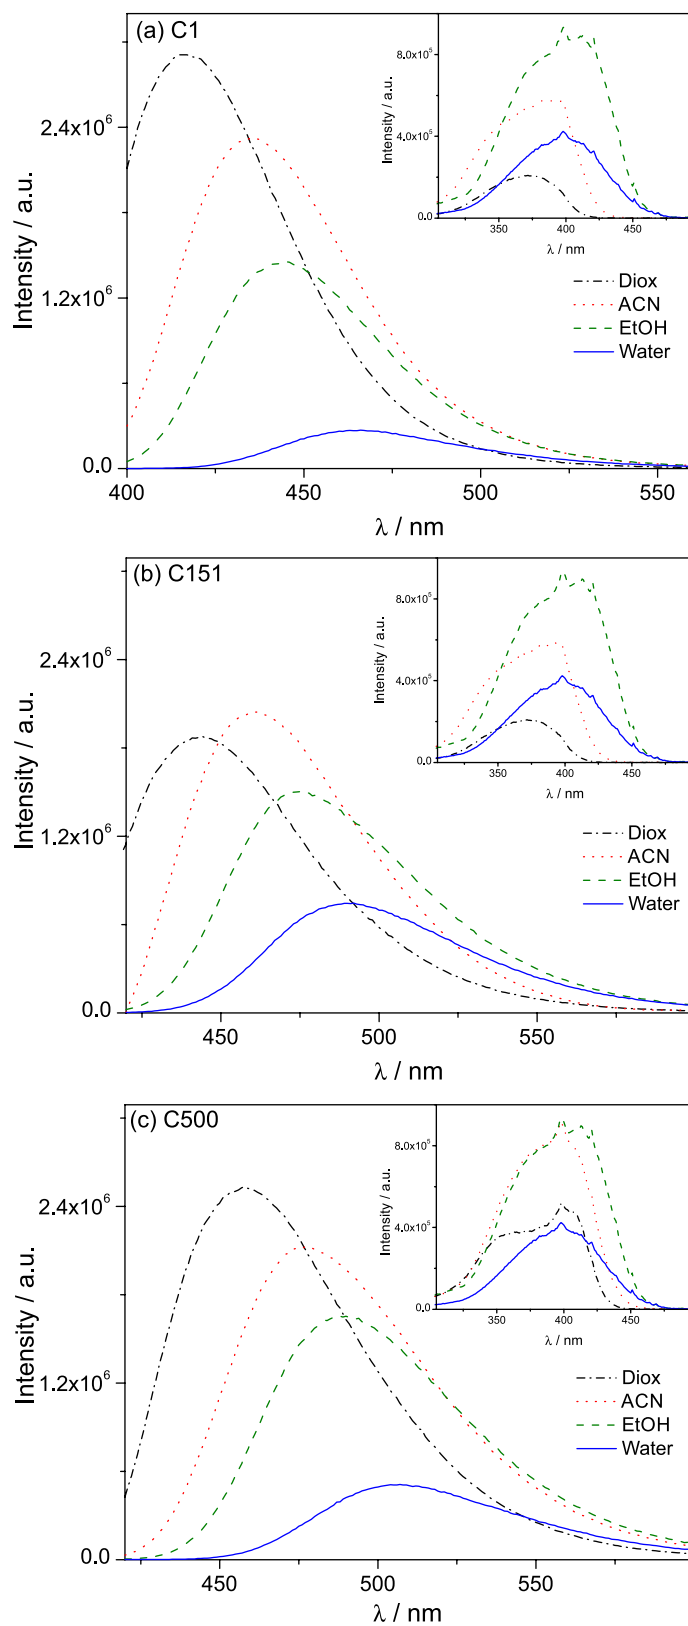 (a) C1
Intensity / a.u.
2.4x10⁶
1.2x10⁶
0.0
400
450
500
550
λ / nm
Intensity / a.u.
8.0x10⁵
4.0x10⁵
0.0
350
400
450
λ / nm
Diox
ACN
EtOH
Water
(b) C151
Intensity / a.u.
2.4x10⁶
1.2x10⁶
0.0
450
500
550
λ / nm
Intensity / a.u.
8.0x10⁵
4.0x10⁵
0.0
350
400
450
λ / nm
Diox
ACN
EtOH
Water
(c) C500
Intensity / a.u.
2.4x10⁶
1.2x10⁶
0.0
450
500
550
λ / nm
Intensity / a.u.
8.0x10⁵
4.0x10⁵
0.0
350
400
450
λ / nm
Diox
ACN
EtOH
Water